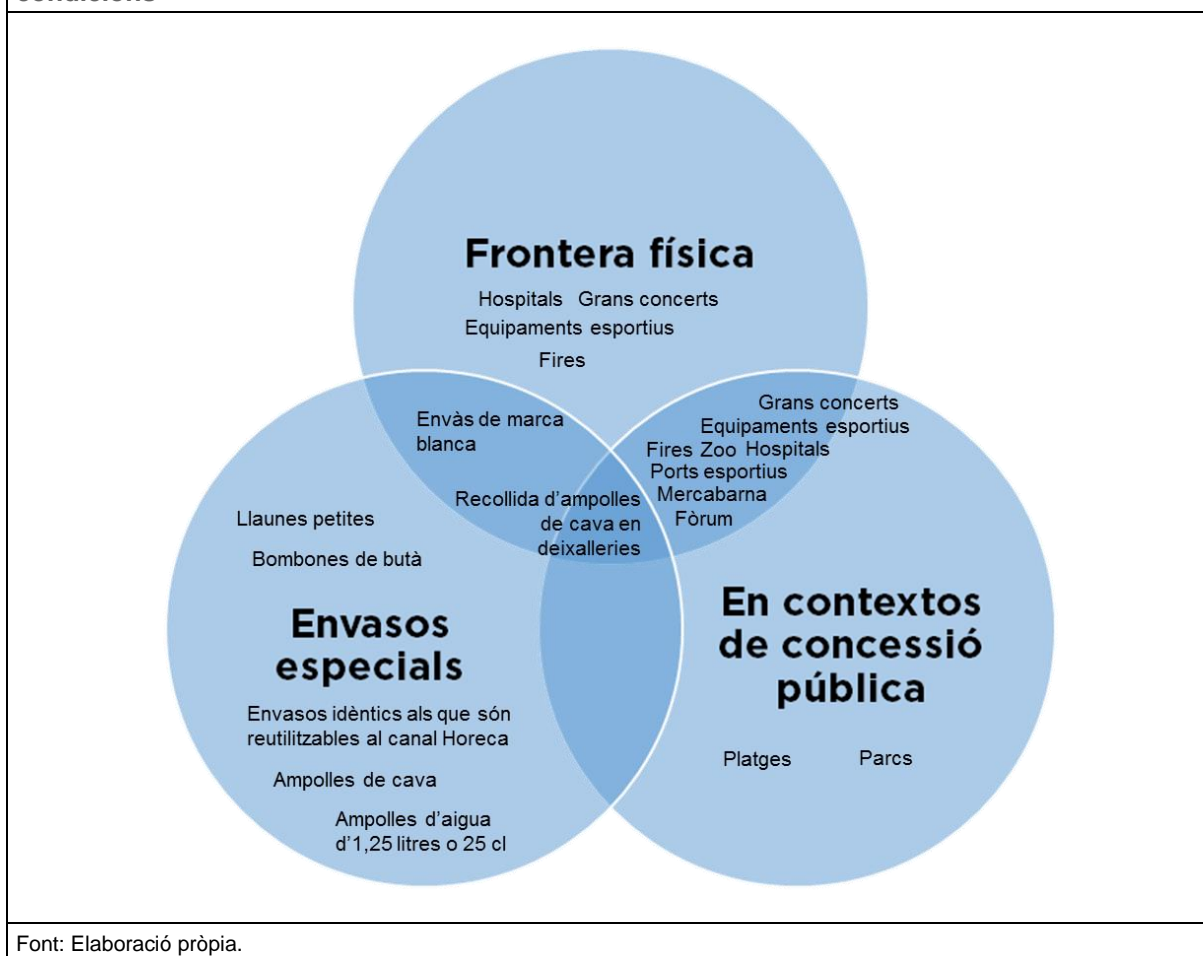 condicions
Frontera física
Hospitals Grans concerts
Equipaments esportius
Fires
Envàs de marca
blanca
Grans concerts
Equipaments esportius
Fires Zoo Hospitals
Ports esportius
Mercabarna
Fòrum
Recollida d’ampolles
de cava en
deixalleries
Llaunes petites
Bombones de butà
Envasos
especials
Envasos idèntics als que són
reutilitzables al canal Horeca
Ampolles de cava
Ampolles d’aigua
d’1,25 litres o 25 cl
En contextos
de concessió
pública
Platges Parcs
Font: Elaboració pròpia.